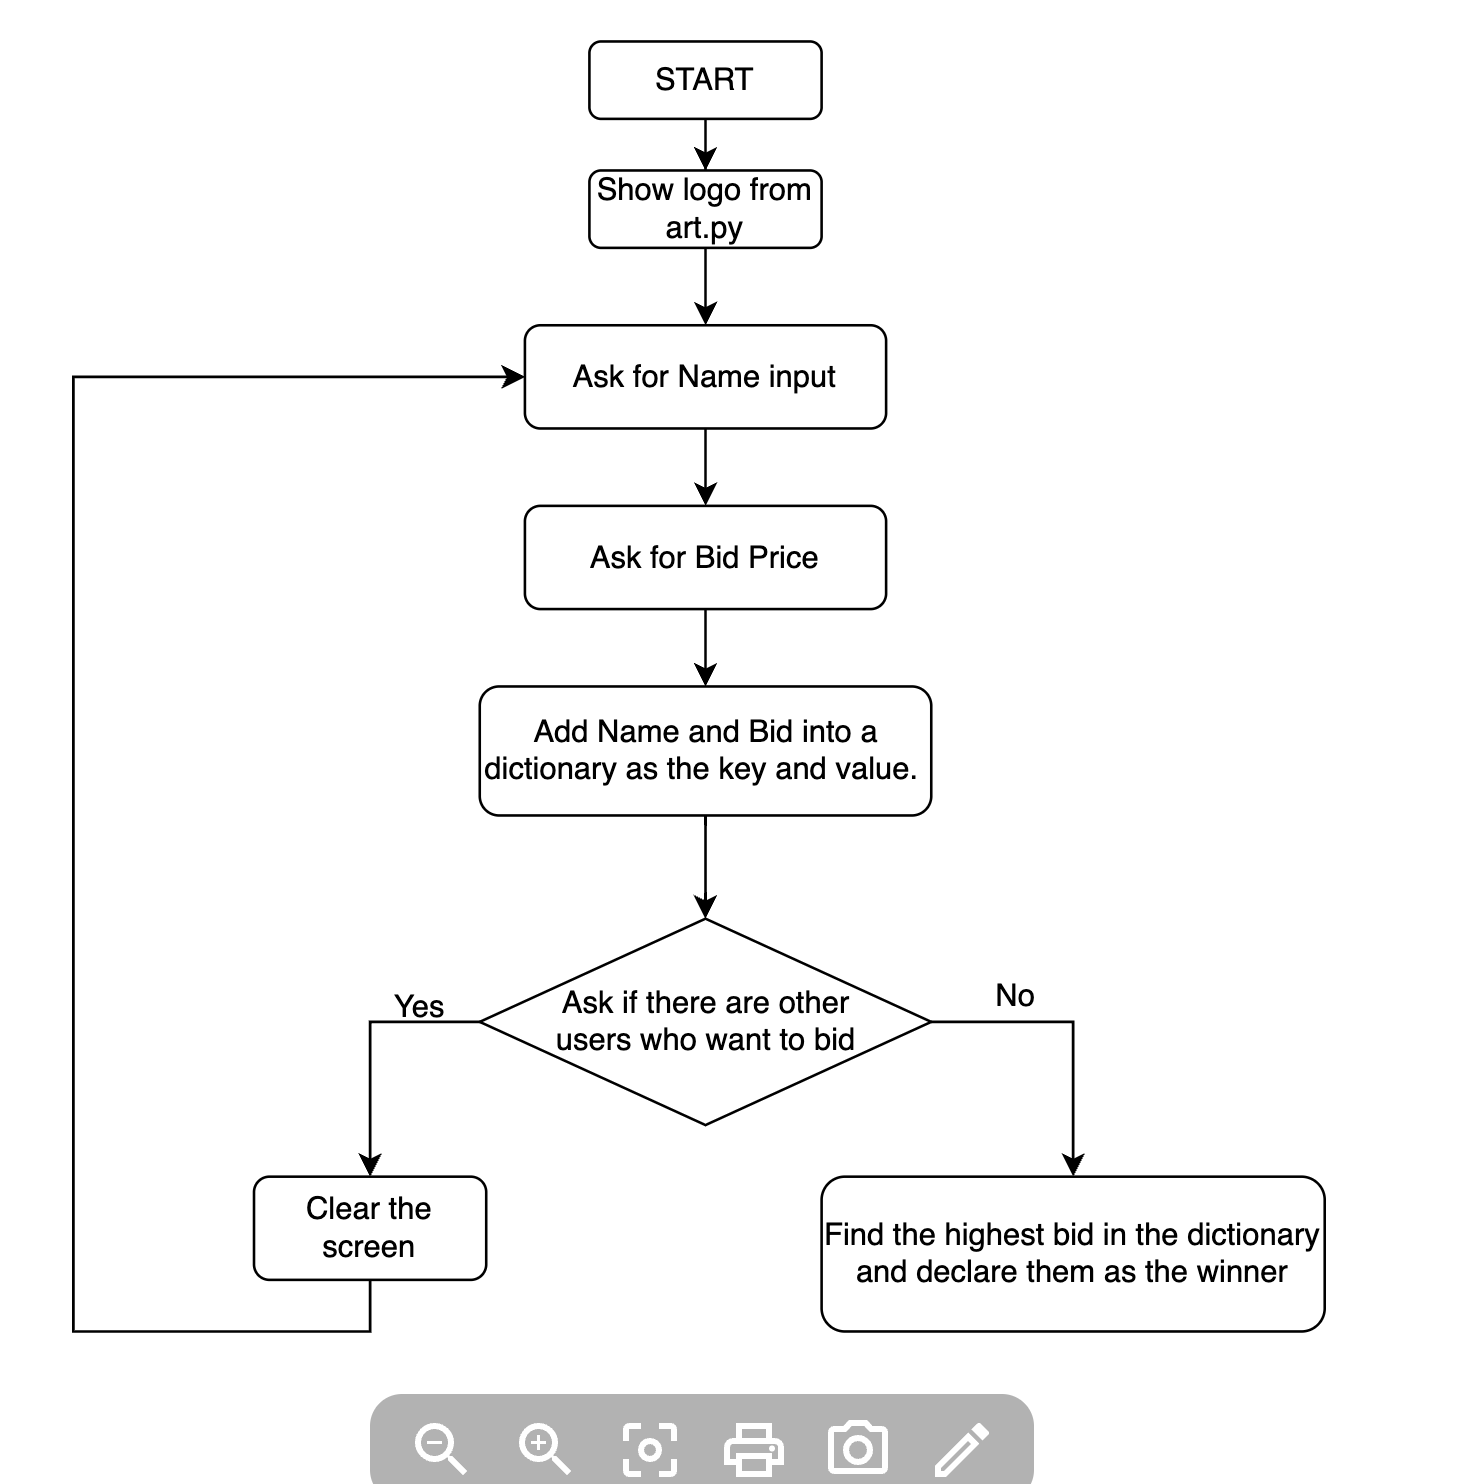 START
Show logo from
art.py
Ask for Name input
Ask for Bid Price
Add Name and Bid into a
dictionary as the key and value.
Ask if there are other
users who want to bid
Yes
No
Clear the
screen
Find the highest bid in the dictionary
and declare them as the winner